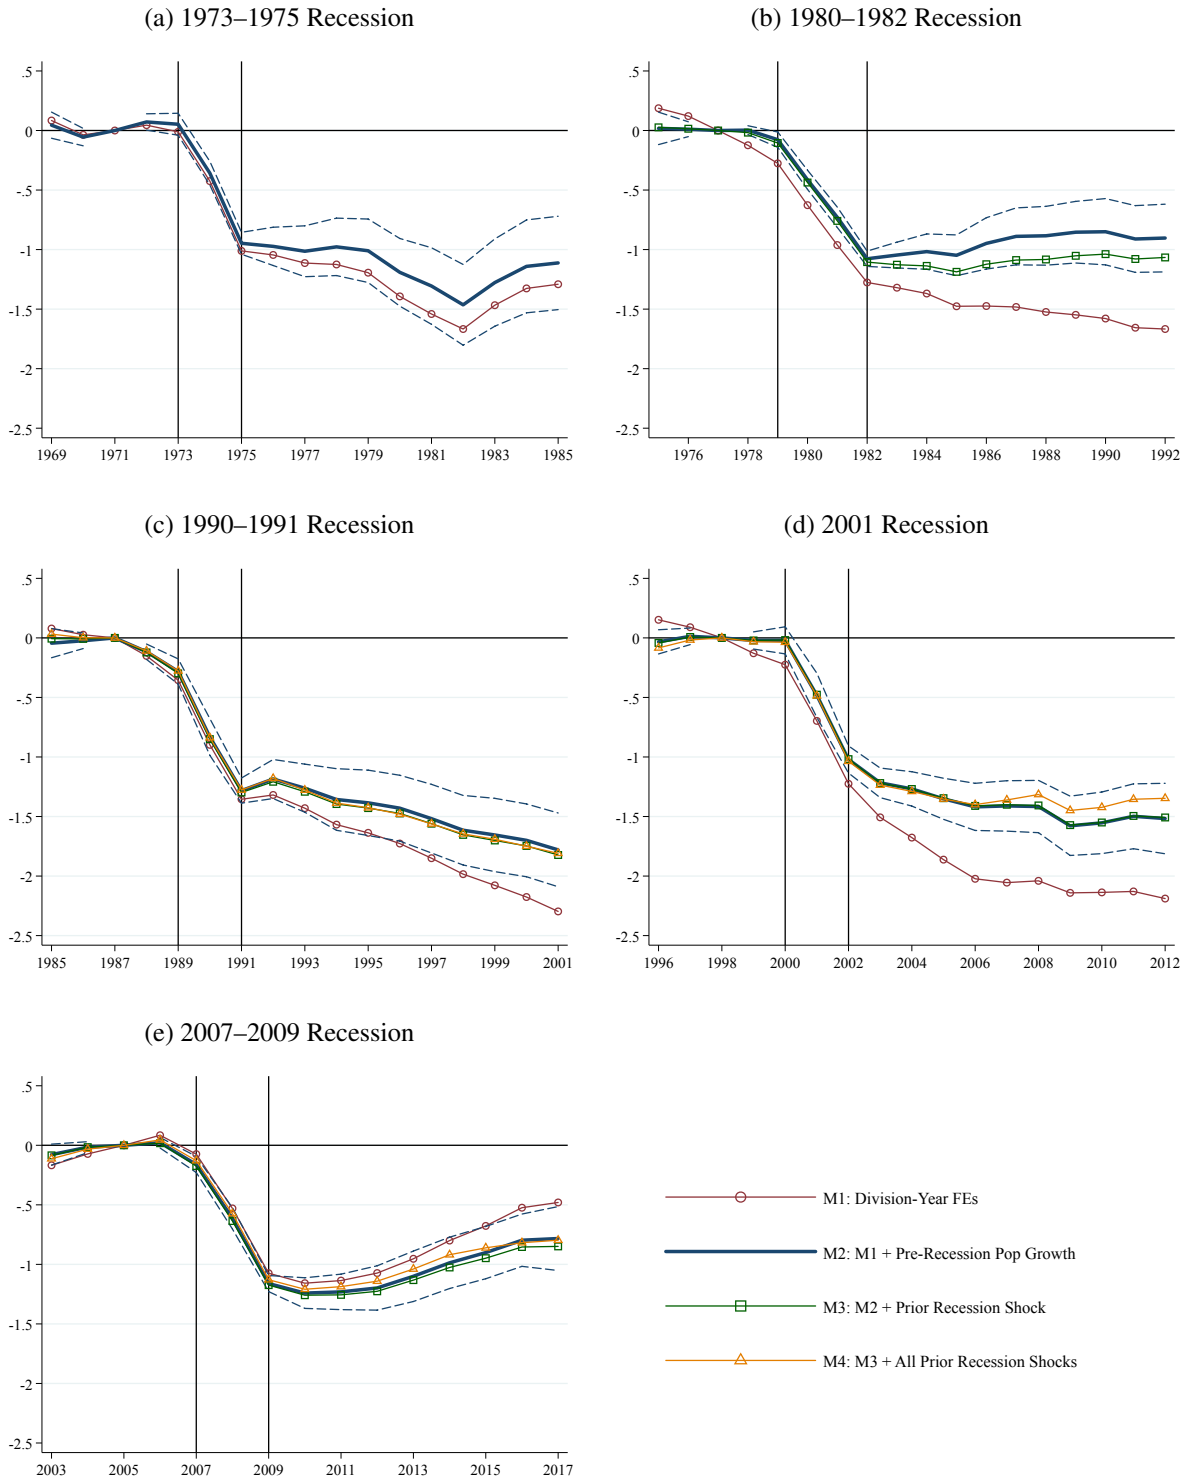 (a) 1973–1975 Recession
.5
0
-.5
-1
-1.5
-2
-2.5
1969 1971 1973 1975 1977 1979 1981 1983 1985
(b) 1980–1982 Recession
.5
0
-.5
-1
-1.5
-2
-2.5
1976 1978 1980 1982 1984 1986 1988 1990 1992
(c) 1990–1991 Recession
.5
0
-.5
-1
-1.5
-2
-2.5
1985 1987 1989 1991 1993 1995 1997 1999 2001
(d) 2001 Recession
.5
0
-.5
-1
-1.5
-2
-2.5
1996 1998 2000 2002 2004 2006 2008 2010 2012
(e) 2007–2009 Recession
.5
0
-.5
-1
-1.5
-2
-2.5
2003 2005 2007 2009 2011 2013 2015 2017
M1: Division-Year FEs
M2: M1 + Pre-Recession Pop Growth
M3: M2 + Prior Recession Shock
M4: M3 + All Prior Recession Shocks